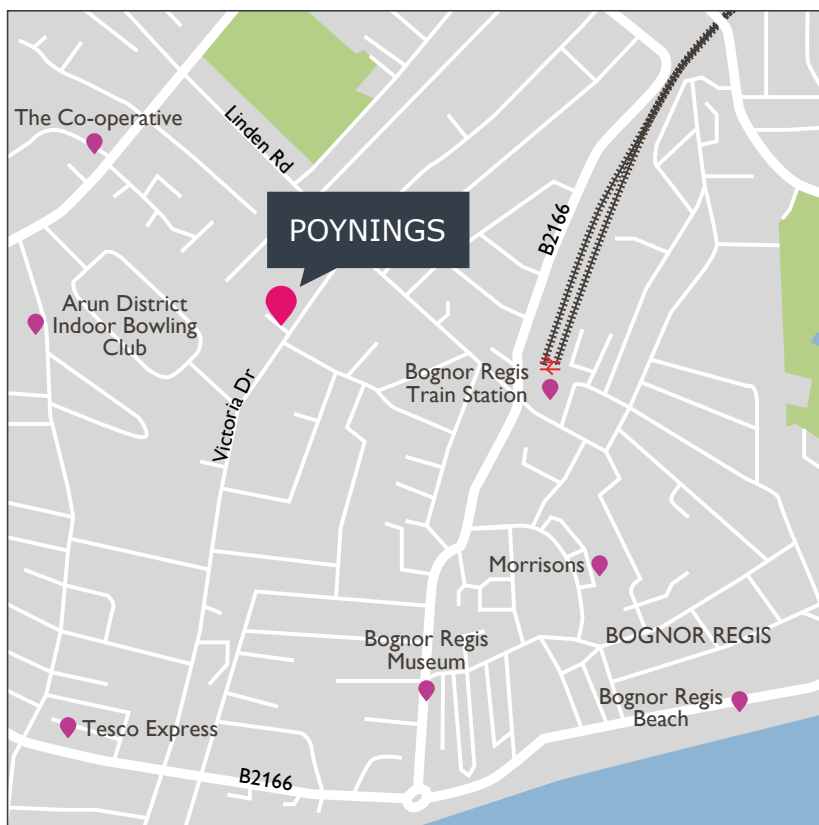 Linden Rd
The Co-operative
B2166
POYNINGS
Arun District
Indoor Bowling
Club
Bognor Regis
Train Station
Victoria Dr
Morrisons
BOGNOR REGIS
Bognor Regis
Museum
Bognor Regis
Beach
Tesco Express
B2166